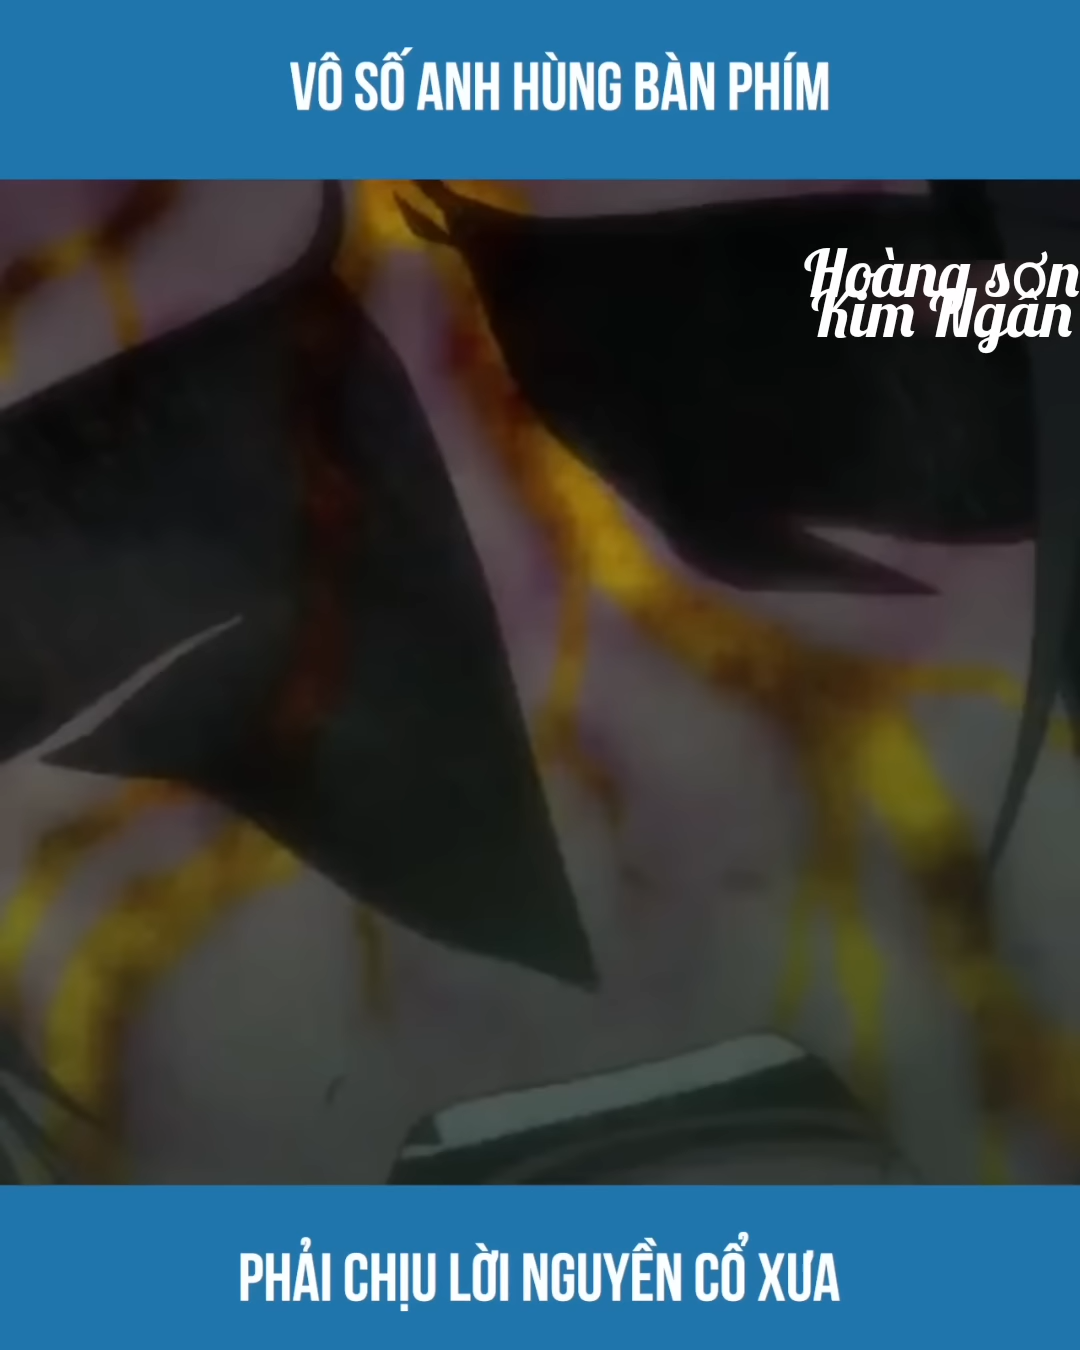 VÔ SỐ ANH HÙNG BÀN PHÍM
Hoàng sơn
Kim Ngân
PHẢI CHỊU LỜI NGUYỀN CỔ XƯA